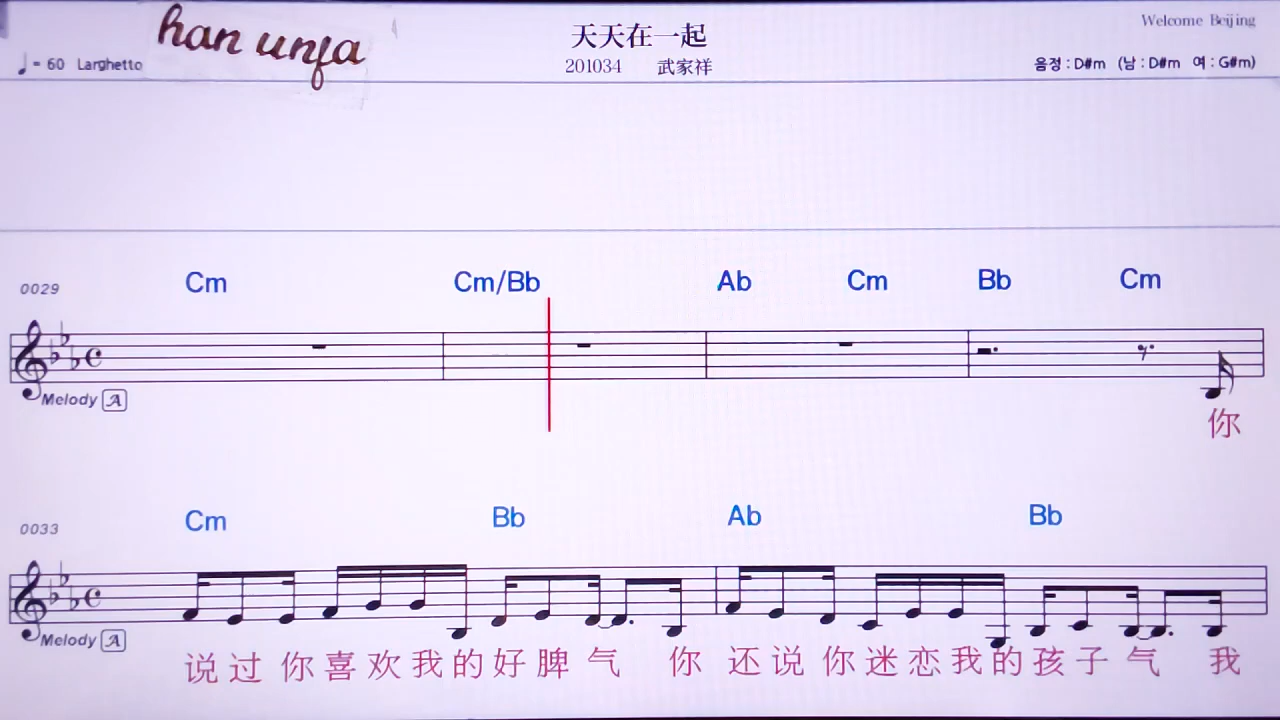 han unfa
天天在一起
Welcome Beijing
♩= 60 Larghetto
201034 武家祥
음정 : D#m (남 : D#m 여 : G#m)
Cm Cm/Bb Ab Cm Bb Cm
0029
Melody A
你
Cm Bb Ab Bb
0033
Melody A
说过你喜欢我的好脾气 你还说你迷恋我的孩子气 我